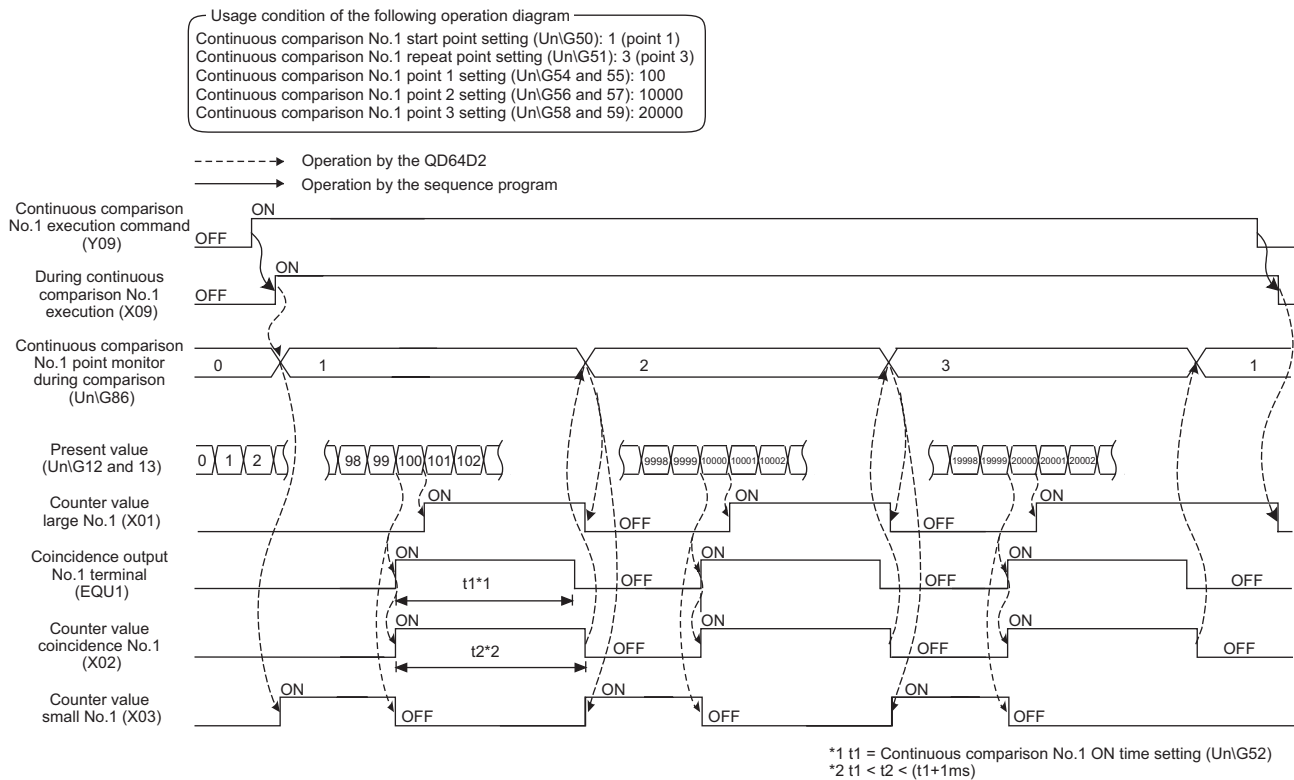 Usage condition of the following operation diagram
Continuous comparison No.1 start point setting (Un\G50): 1 (point 1)
Continuous comparison No.1 repeat point setting (Un\G51): 3 (point 3)
Continuous comparison No.1 point 1 setting (Un\G54 and 55): 100
Continuous comparison No.1 point 2 setting (Un\G56 and 57): 10000
Continuous comparison No.1 point 3 setting (Un\G58 and 59): 20000
Operation by the QD64D2
Operation by the sequence program
Continuous comparison
No.1 execution command
(Y09)
OFF
ON
During continuous
comparison No.1
execution (X09)
OFF
ON
Continuous comparison
No.1 point monitor
during comparison
(Un\G86)
0 1 2 3 1
Present value
(Un\G12 and 13)
0 1 2 98 99 100 101 102 9998 9999 10000 10001 10002 19998 19999 20000 20001 20002
Counter value
large No.1 (X01)
ON OFF ON OFF ON
Coincidence output
No.1 terminal
(EQU1)
ON OFF ON OFF ON OFF
t1*1
Counter value
coincidence No.1
(X02)
ON OFF ON OFF ON OFF
t2*2
Counter value
small No.1 (X03)
ON OFF ON OFF ON OFF
*1 t1 = Continuous comparison No.1 ON time setting (Un\G52)
*2 t1 < t2 < (t1+1ms)